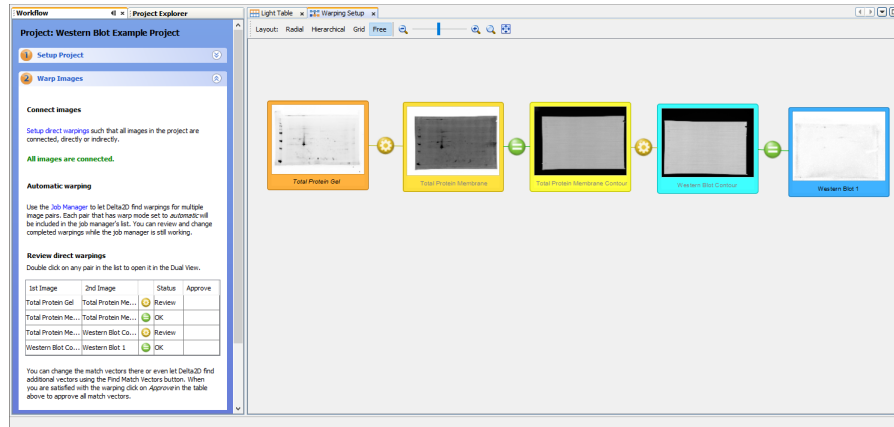 Workflow
Project Explorer
Project: Western Blot Example Project
1 Setup Project
2 Warp Images
Connect images
Setup direct warpings such that all images in the project are
connected, directly or indirectly.
All images are connected.
Automatic warping
Use the Job Manager to let Delta2D find warpings for multiple
image pairs. Each pair that has warp mode set to automatic will
be included in the job manager's list. You can review and change
completed warpings while the job manager is still working.
Review direct warpings
Double click on any pair in the list to open it in the Dual View.
1st Image 2nd Image Status Approve
Total Protein Gel Total Protein Me... Review
Total Protein Me... Total Protein Me... OK
Total Protein Me... Western Blot Co... Review
Western Blot Co... Western Blot 1 OK
You can change the match vectors there or even let Delta2D find
additional vectors using the Find Match Vectors button. When
you are satisfied with the warping click on Approve in the table
above to approve all match vectors.
Light Table Warping Setup
Layout: Radial Hierarchical Grid Free
Total Protein Gel
Total Protein Membrane
Total Protein Membrane Contour
Western Blot Contour
Western Blot 1